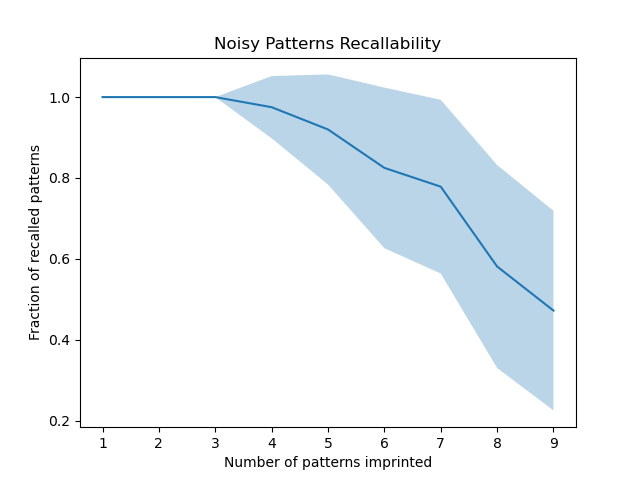 Noisy Patterns Recallability
Fraction of recalled patterns
1.0
0.8
0.6
0.4
0.2
1 2 3 4 5 6 7 8 9
Number of patterns imprinted